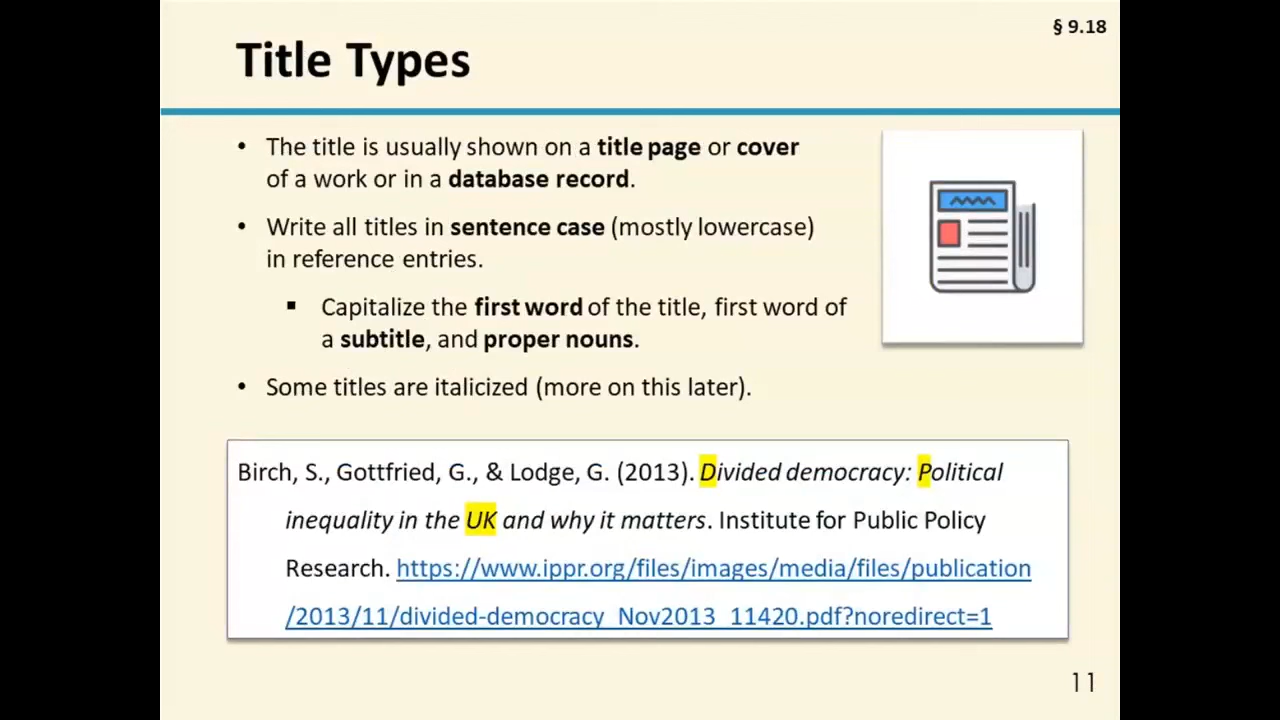 § 9.18
Title Types
• The title is usually shown on a title page or cover
of a work or in a database record.
• Write all titles in sentence case (mostly lowercase)
in reference entries.
▪ Capitalize the first word of the title, first word of
a subtitle, and proper nouns.
• Some titles are italicized (more on this later).
Birch, S., Gottfried, G., & Lodge, G. (2013). Divided democracy: Political
inequality in the UK and why it matters. Institute for Public Policy
Research. https://www.ippr.org/files/images/media/files/publication
/2013/11/divided-democracy_Nov2013_11420.pdf?noredirect=1
11